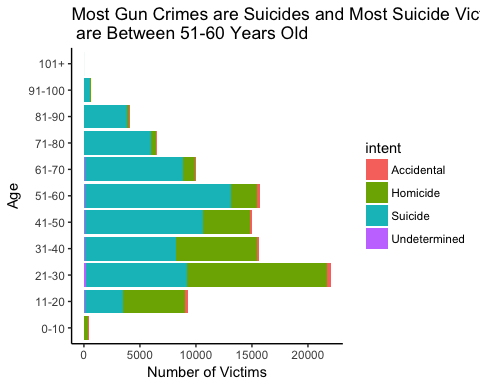 Most Gun Crimes are Suicides and Most Suicide Vict
are Between 51-60 Years Old
101+
91-100
81-90
71-80
61-70
51-60
41-50
31-40
21-30
11-20
0-10
Age
0 5000 10000 15000 20000
Number of Victims
intent
Accidental
Homicide
Suicide
Undetermined